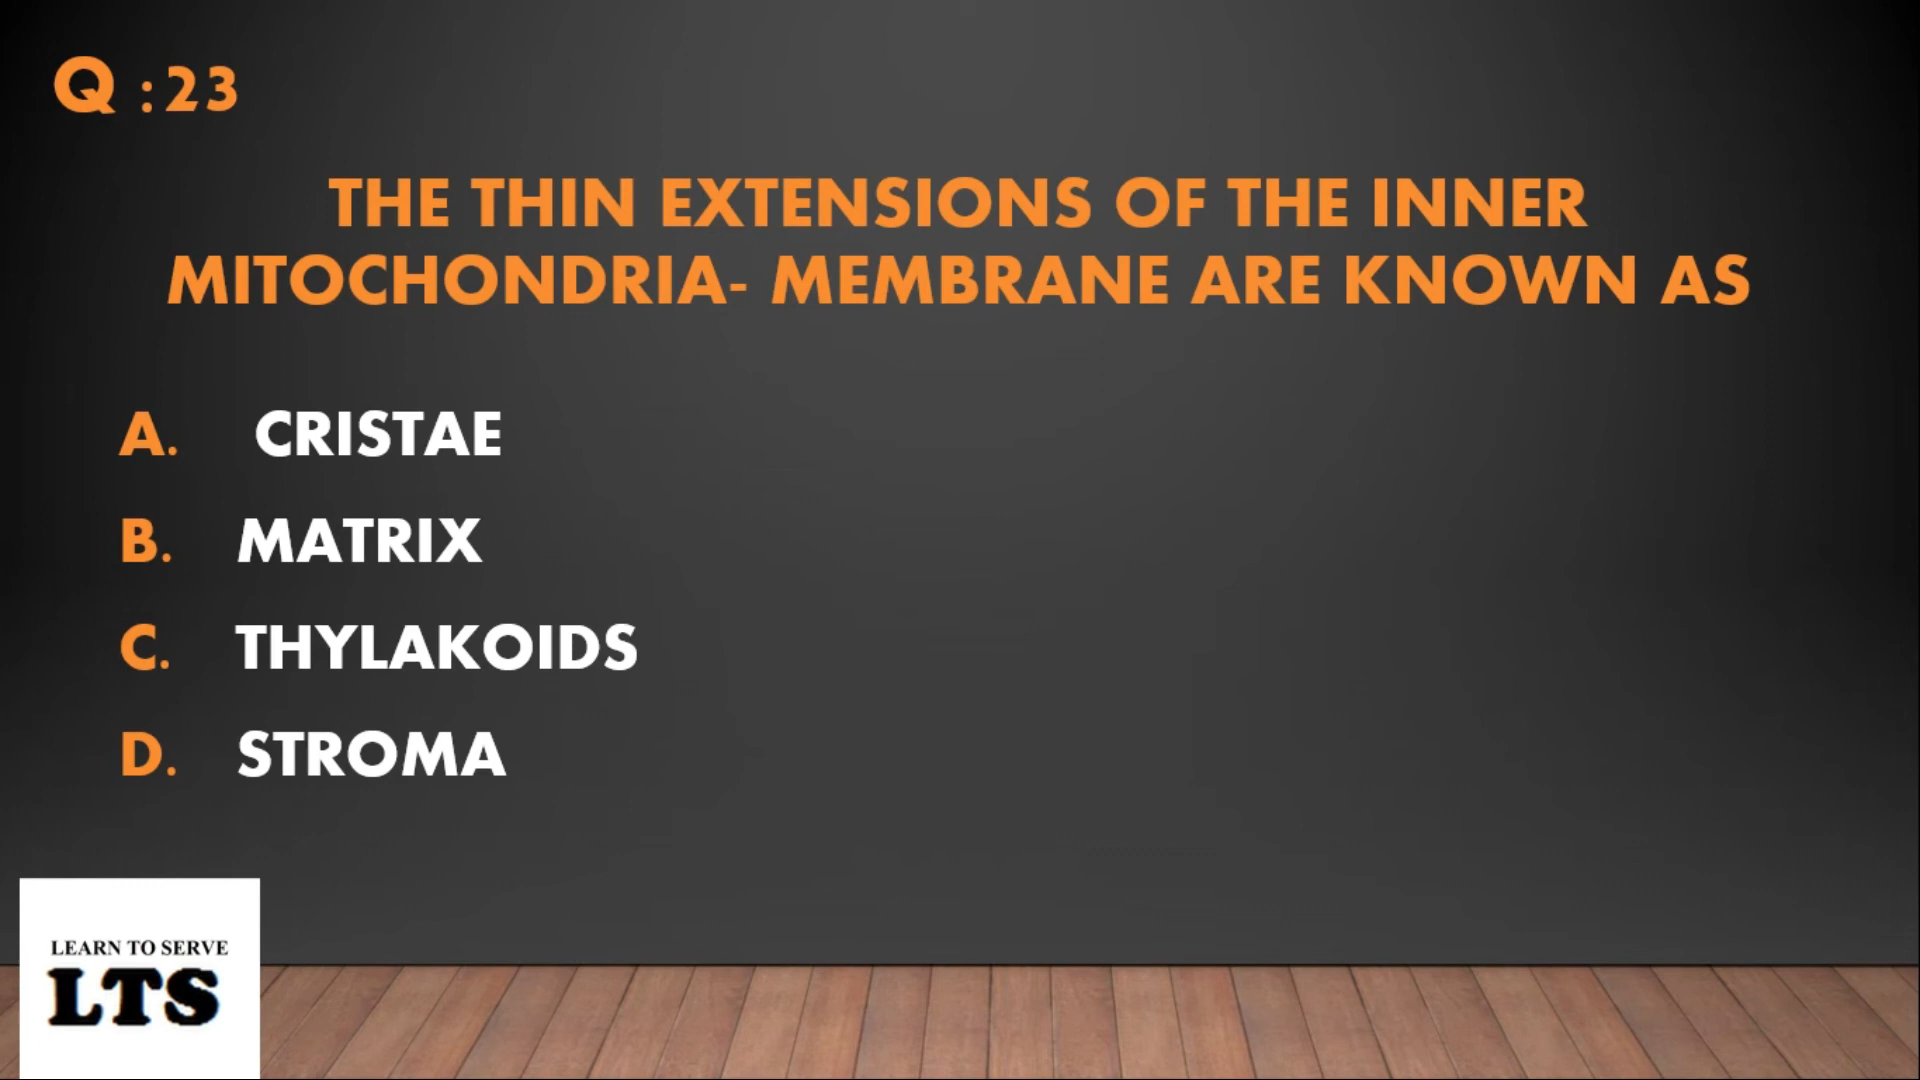 Q :23
THE THIN EXTENSIONS OF THE INNER
MITOCHONDRIA- MEMBRANE ARE KNOWN AS
A. CRISTAE
B. MATRIX
C. THYLAKOIDS
D. STROMA
LEARN TO SERVE
LTS